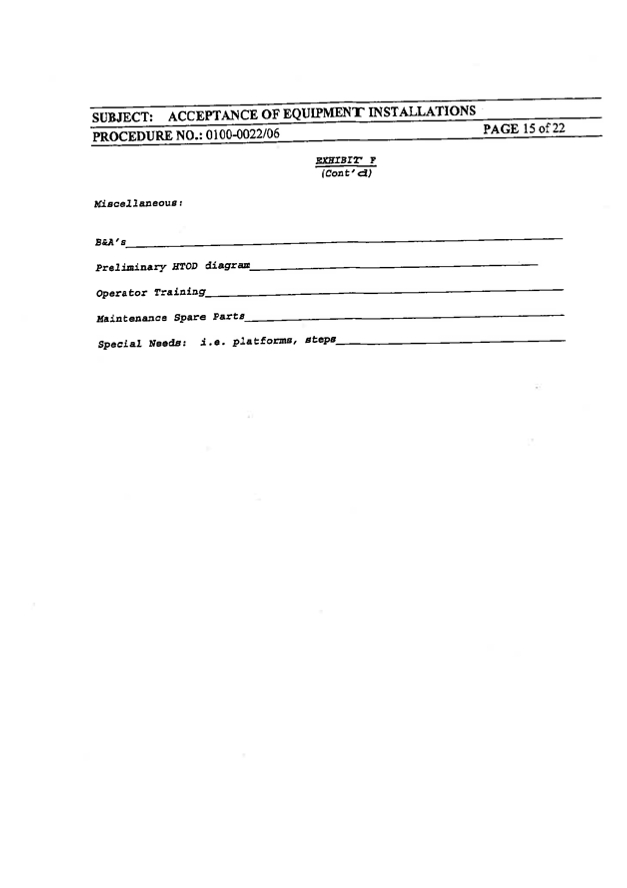 SUBJECT: ACCEPTANCE OF EQUIPMENT INSTALLATIONS
PROCEDURE NO.: 0100-0022/06 PAGE 15 of 22
EXHIBIT F
(Cont'd)
Miscellaneous:
B&A's
Preliminary HTOD diagram
Operator Training
Maintenance Spare Parts
Special Needs: i.e. platforms, steps